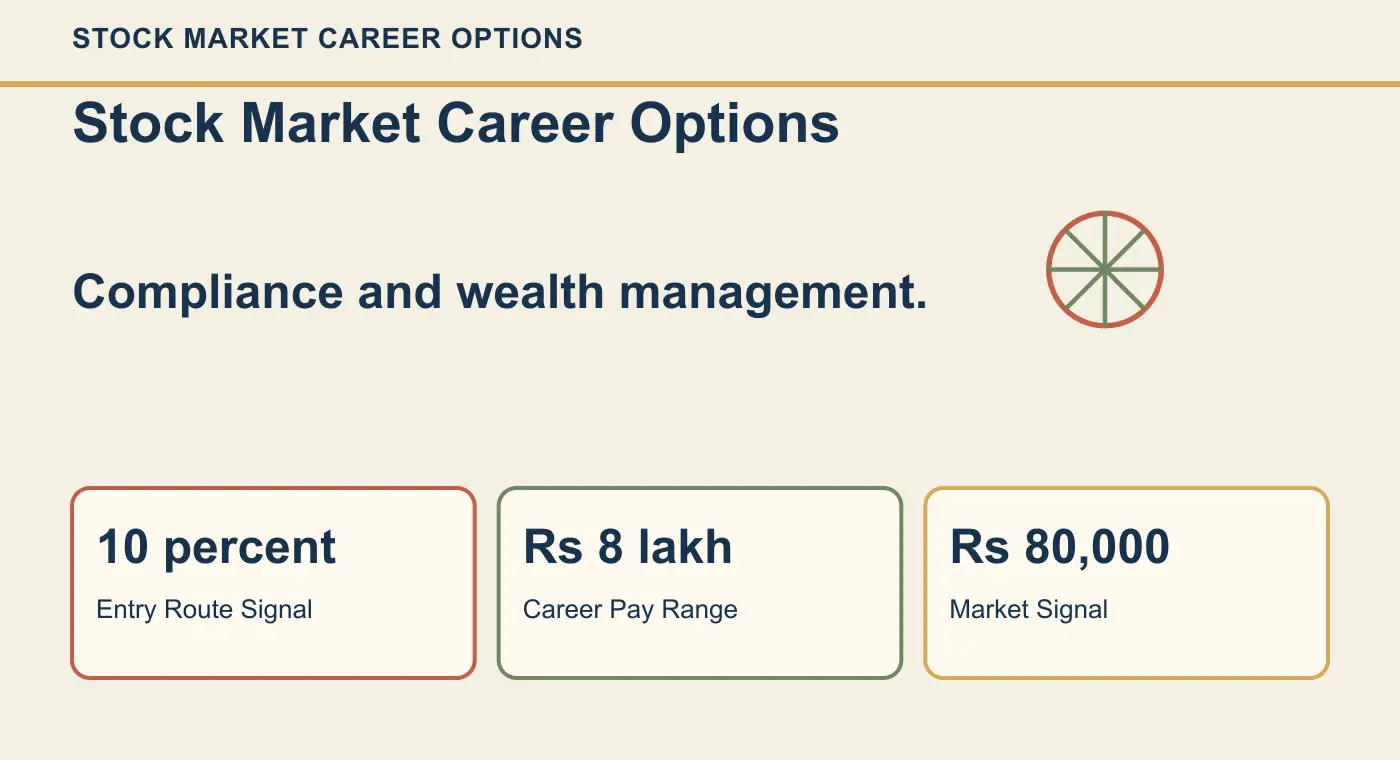 STOCK MARKET CAREER OPTIONS
Stock Market Career Options
Compliance and wealth management.
10 percent
Entry Route Signal
Rs 8 lakh
Career Pay Range
Rs 80,000
Market Signal